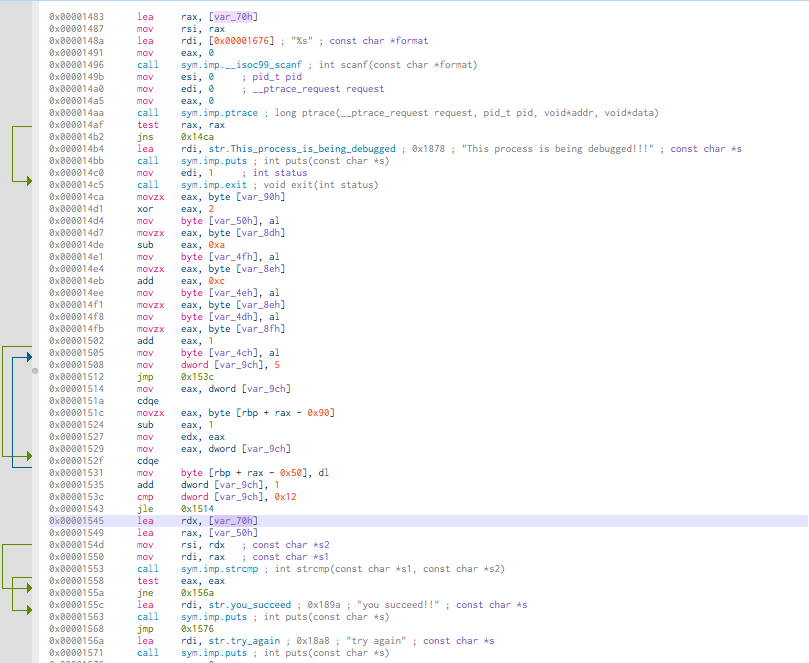 0x00001483 lea rax, [var_70h]
0x00001487 mov rsi, rax
0x0000148a lea rdi, [0x00001676] ; "%s" ; const char *format
0x00001491 mov eax, 0
0x00001496 call sym.imp.__isoc99_scanf ; int scanf(const char *format)
0x0000149b mov esi, 0 ; pid_t pid
0x000014a0 mov edi, 0 ; __ptrace_request request
0x000014a5 mov eax, 0
0x000014aa call sym.imp.ptrace ; long ptrace(__ptrace_request request, pid_t pid, void*addr, void*data)
0x000014af test rax, rax
0x000014b2 jns 0x14ca
0x000014b4 lea rdi, str.This_process_is_being_debugged ; 0x1878 ; "This process is being debugged!!!" ; const char *s
0x000014bb call sym.imp.puts ; int puts(const char *s)
0x000014c0 mov edi, 1 ; int status
0x000014c5 call sym.imp.exit ; void exit(int status)
0x000014ca movzx eax, byte [var_90h]
0x000014d1 xor eax, 2
0x000014d4 mov byte [var_50h], al
0x000014d7 movzx eax, byte [var_8dh]
0x000014de sub eax, 0xa
0x000014e1 mov byte [var_4fh], al
0x000014e4 movzx eax, byte [var_8eh]
0x000014eb add eax, 0xc
0x000014ee mov byte [var_4eh], al
0x000014f1 movzx eax, byte [var_8eh]
0x000014f8 mov byte [var_4dh], al
0x000014fb movzx eax, byte [var_8fh]
0x00001502 add eax, 1
0x00001505 mov byte [var_4ch], al
0x00001508 mov dword [var_9ch], 5
0x00001512 jmp 0x153c
0x00001514 mov eax, dword [var_9ch]
0x0000151a cdqe
0x0000151c movzx eax, byte [rbp + rax - 0x90]
0x00001524 sub eax, 1
0x00001527 mov edx, eax
0x00001529 mov eax, dword [var_9ch]
0x0000152f cdqe
0x00001531 mov byte [rbp + rax - 0x50], dl
0x00001535 add dword [var_9ch], 1
0x0000153c cmp dword [var_9ch], 0x12
0x00001543 jle 0x1514
0x00001545 lea rdx, [var_70h]
0x00001549 lea rax, [var_50h]
0x0000154d mov rsi, rdx ; const char *s2
0x00001550 mov rdi, rax ; const char *s1
0x00001553 call sym.imp.strcmp ; int strcmp(const char *s1, const char *s2)
0x00001558 test eax, eax
0x0000155a jne 0x156a
0x0000155c lea rdi, str.you_succeed ; 0x189a ; "you succeed!!" ; const char *s
0x00001563 call sym.imp.puts ; int puts(const char *s)
0x00001568 jmp 0x1576
0x0000156a lea rdi, str.try_again ; 0x18a8 ; "try again" ; const char *s
0x00001571 call sym.imp.puts ; int puts(const char *s)